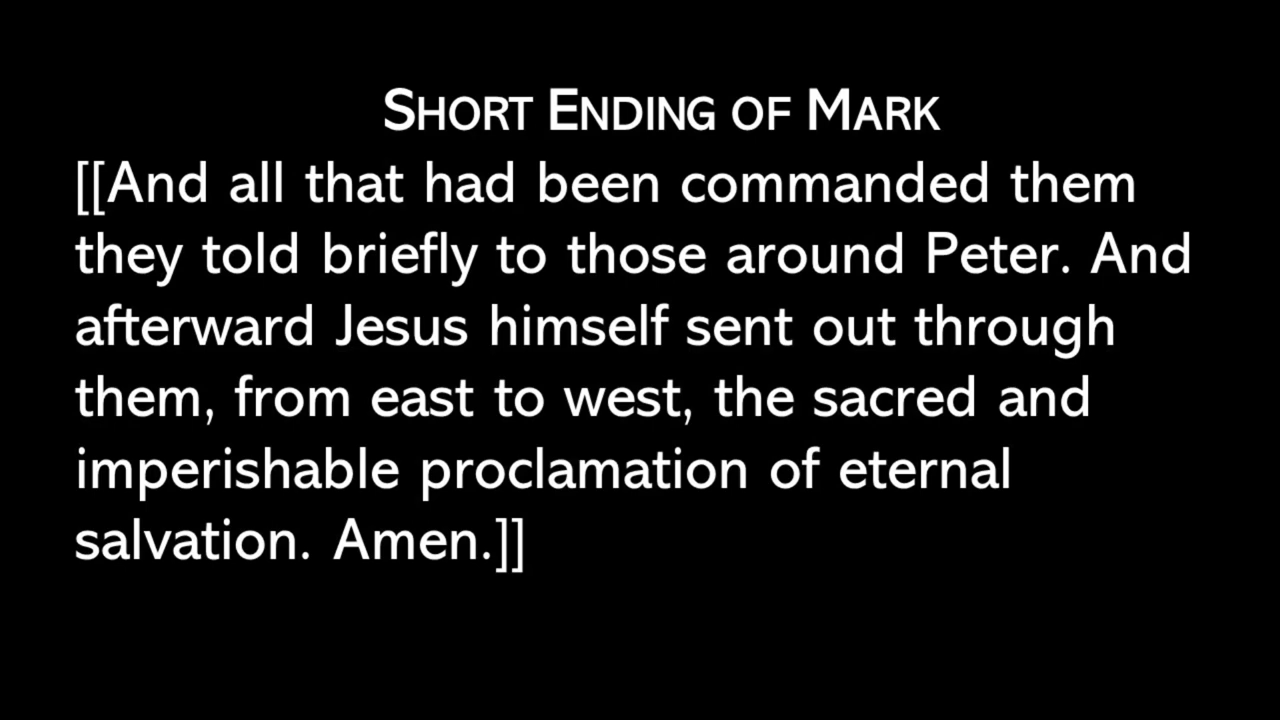 SHORT ENDING OF MARK
[[And all that had been commanded them
they told briefly to those around Peter. And
afterward Jesus himself sent out through
them, from east to west, the sacred and
imperishable proclamation of eternal
salvation. Amen.]]